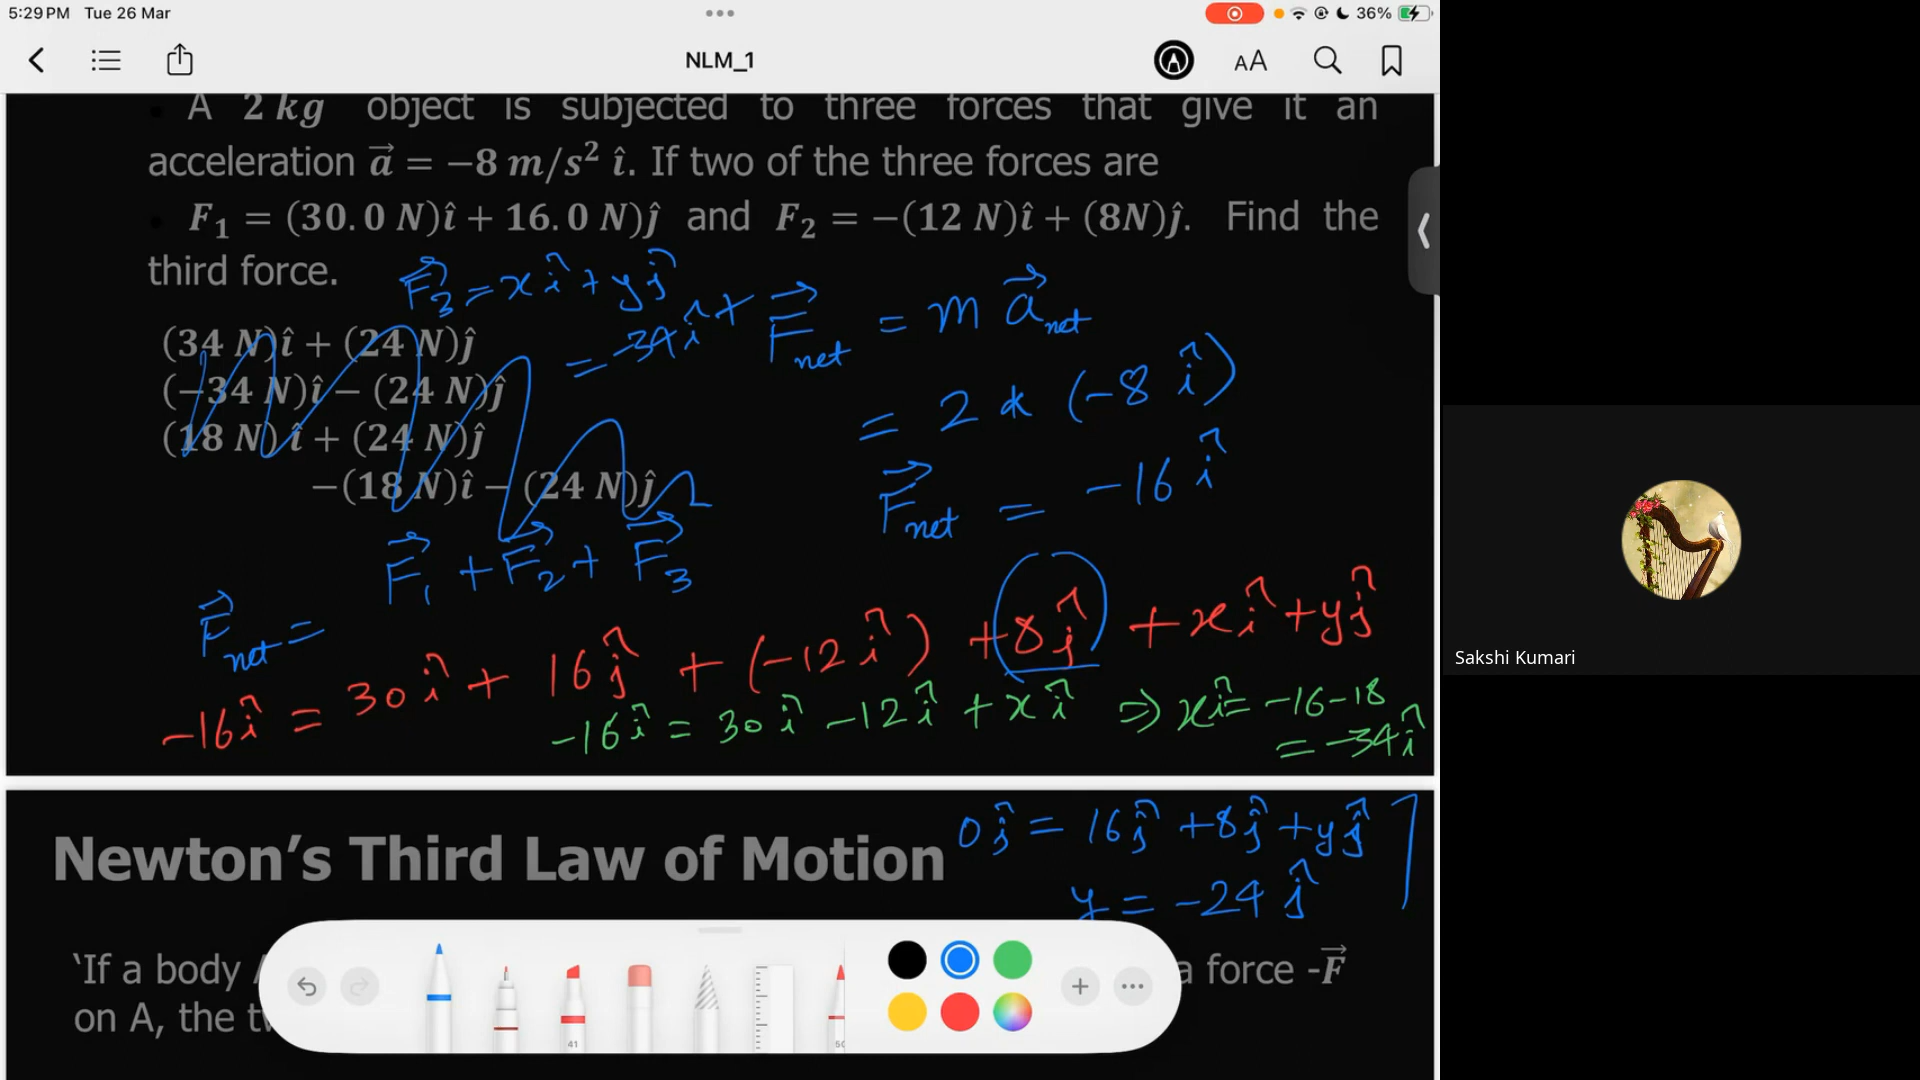 5:29 PM Tue 26 Mar
36%
NLM_1
AA
A 2 kg object is subjected to three forces that give it an
acceleration a⃗ = −8 m/s² î. If two of the three forces are
F₁ = (30.0 N)î + 16.0 N)ĵ and F₂ = −(12 N)î + (8N)ĵ. Find the
third force.
F⃗₃ = xî + yĵ
= -34î +
(34 N)î + (24 N)ĵ
(−34 N)î − (24 N)ĵ
(18 N) î + (24 N)ĵ
−(18 N)î − (24 N)ĵ
F⃗net = m a⃗net
= 2 * (-8 î)
F⃗net = -16 î
F⃗net = F⃗₁ + F⃗₂ + F⃗₃
-16î = 30î + 16ĵ + (-12î) + 8ĵ + xî + yĵ
-16î = 30î - 12î + xî ⇒ xî = -16-18
= -34î
0ĵ = 16ĵ + 8ĵ + yĵ
y = -24 ĵ
Newton's Third Law of Motion
‘If a body
a force -F⃗
on A, the
41
50
Sakshi Kumari